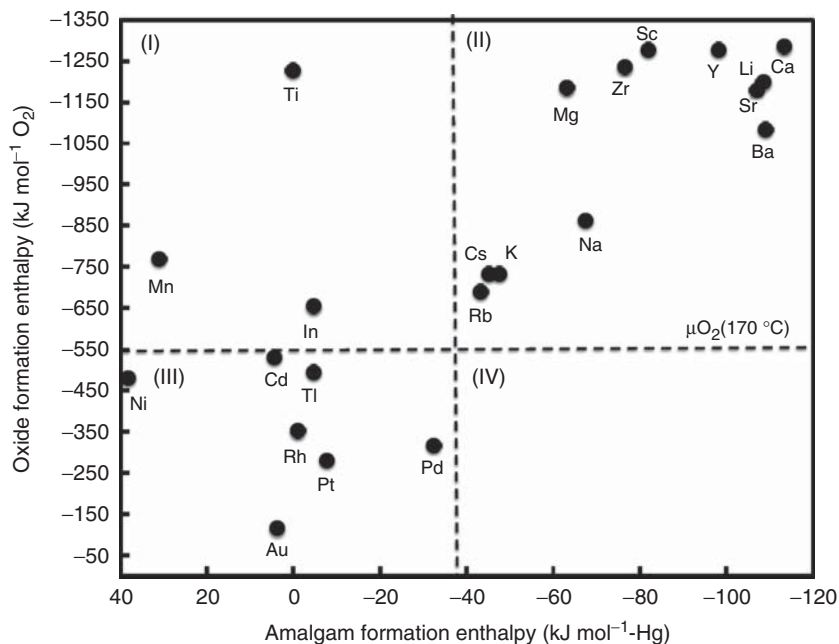 −1350
−1250
−1150
−1050
−950
−850
−750
−650
−550
−450
−350
−250
−150
−50
Oxide formation enthalpy (kJ mol⁻¹ O₂)
(I)
(II)
Ti
Sc
Zr
Mg
Y
Li
Ca
Sr
Ba
Na
Cs
K
Rb
Mn
In
μO₂(170 °C)
(III)
(IV)
Ni
Cd
Tl
Rh
Pt
Pd
Au
40 20 0 −20 −40 −60 −80 −100 −120
Amalgam formation enthalpy (kJ mol⁻¹-Hg)